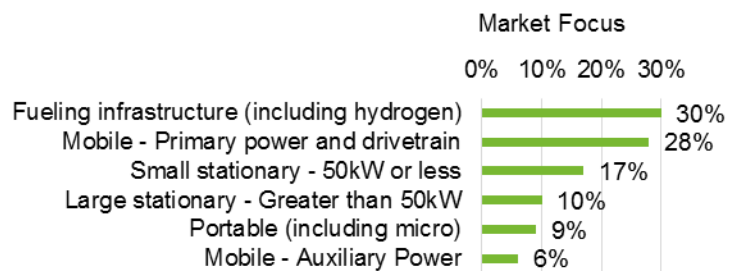 Market Focus
0% 10% 20% 30%
Fueling infrastructure (including hydrogen) 30%
Mobile - Primary power and drivetrain 28%
Small stationary - 50kW or less 17%
Large stationary - Greater than 50kW 10%
Portable (including micro) 9%
Mobile - Auxiliary Power 6%